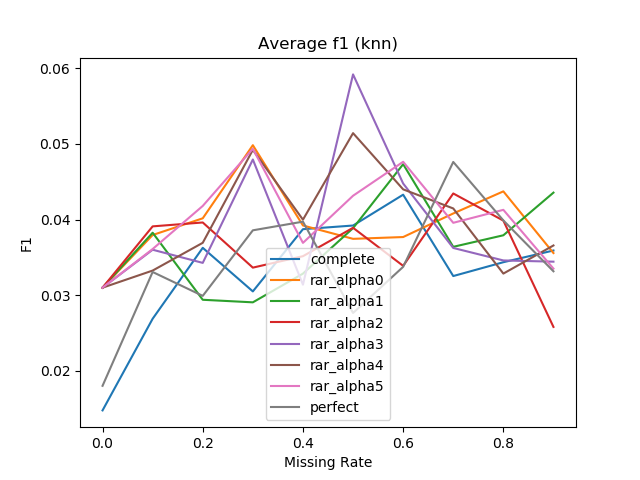 Average f1 (knn)
F1
0.06
0.05
0.04
0.03
0.02
complete
rar_alpha0
rar_alpha1
rar_alpha2
rar_alpha3
rar_alpha4
rar_alpha5
perfect
0.0 0.2 0.4 0.6 0.8
Missing Rate